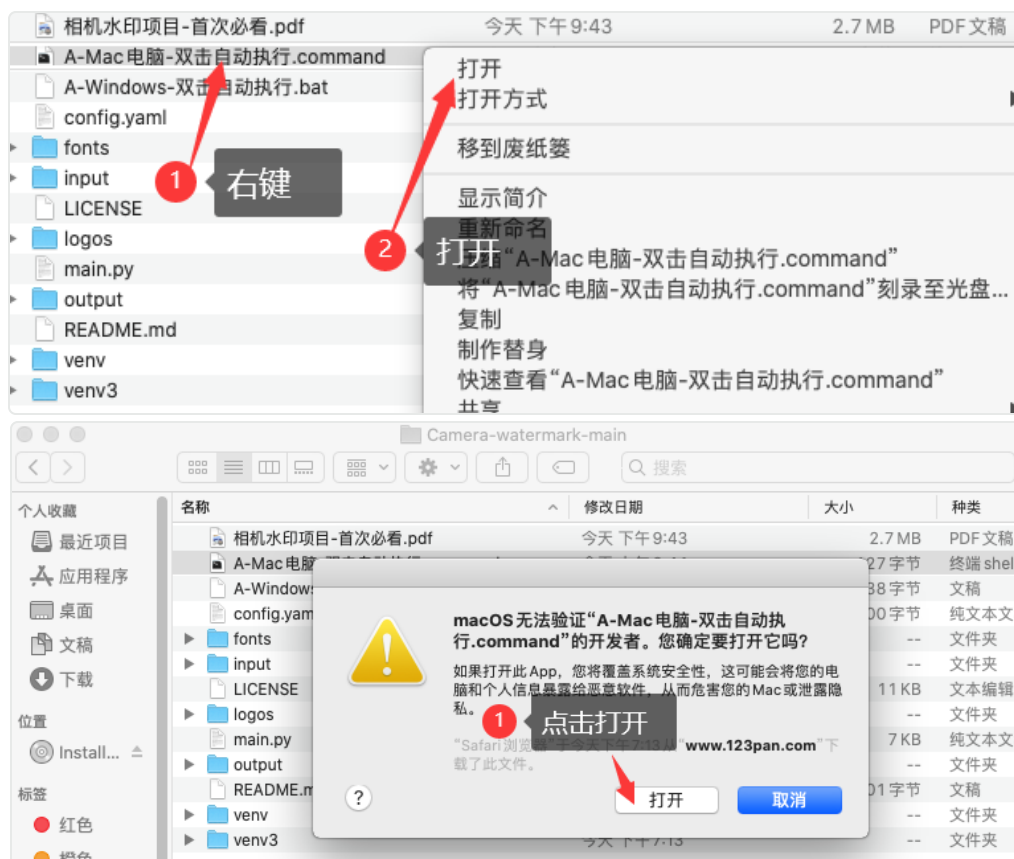 相机水印项目-首次必看.pdf 今天 下午9:43 2.7 MB PDF文稿
A-Mac电脑-双击自动执行.command
A-Windows-双击自动执行.bat
config.yaml
fonts
input
LICENSE
logos
main.py
output
README.md
venv
venv3
1 右键
2 打开
打开
打开方式
移到废纸篓
显示简介
重新命名
压缩“A-Mac电脑-双击自动执行.command”
将“A-Mac电脑-双击自动执行.command”刻录至光盘...
复制
制作替身
快速查看“A-Mac电脑-双击自动执行.command”
共享
Camera-watermark-main
搜索
个人收藏
最近项目
应用程序
桌面
文稿
下载
位置
Install...
标签
红色
橙色
名称 修改日期 大小 种类
相机水印项目-首次必看.pdf 今天 下午9:43 2.7 MB PDF文稿
A-Mac电脑 27 字节 终端 shel
A-Windows 38 字节 文稿
config.yam 00 字节 纯文本文
fonts -- 文件夹
input -- 文件夹
LICENSE 11 KB 文本编辑
logos -- 文件夹
main.py 7 KB 纯文本文
output -- 文件夹
README.m 01 字节 文稿
venv -- 文件夹
venv3 今天 下午7:13 -- 文件夹
macOS无法验证“A-Mac电脑-双击自动执
行.command”的开发者。您确定要打开它吗?
如果打开此App，您将覆盖系统安全性，这可能会将您的电
脑和个人信息暴露给恶意软件，从而危害您的Mac或泄露隐
私。
1 点击打开
“Safari浏览器”于今天下午7:13从“www.123pan.com”下
载了此文件。
?
打开
取消